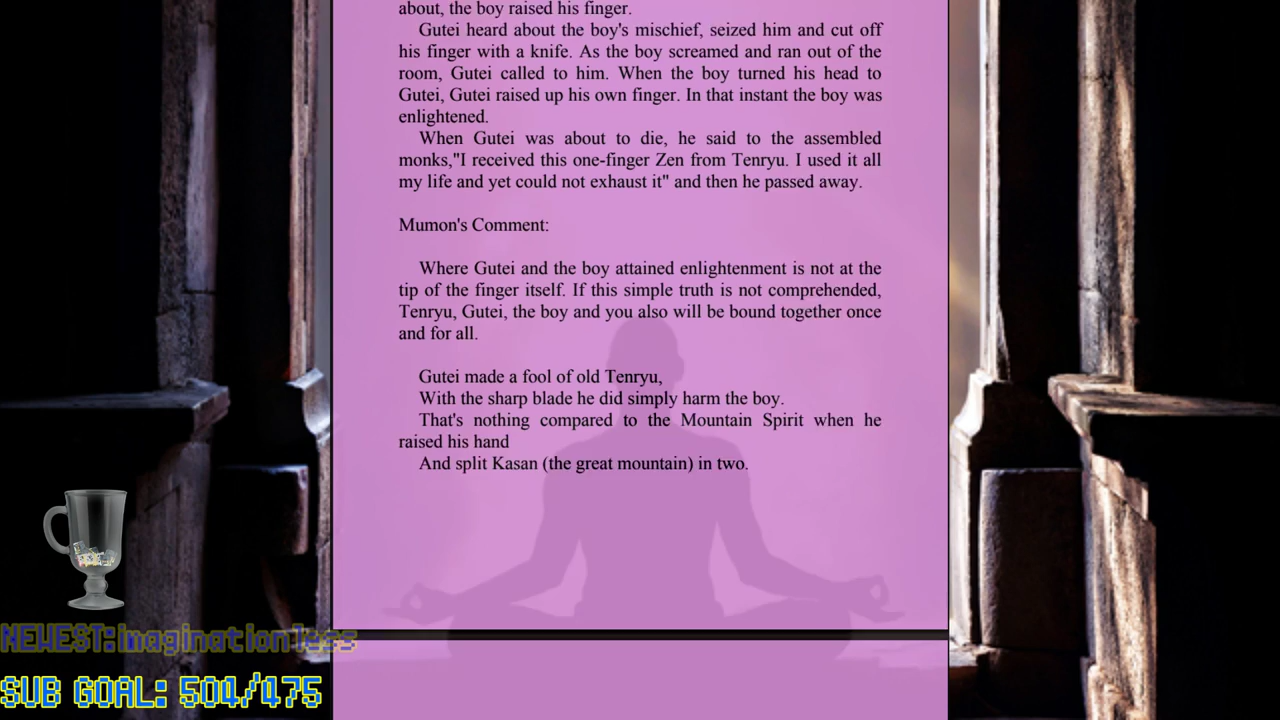 about, the boy raised his finger.
Gutei heard about the boy's mischief, seized him and cut off
his finger with a knife. As the boy screamed and ran out of the
room, Gutei called to him. When the boy turned his head to
Gutei, Gutei raised up his own finger. In that instant the boy was
enlightened.
When Gutei was about to die, he said to the assembled
monks,"I received this one-finger Zen from Tenryu. I used it all
my life and yet could not exhaust it" and then he passed away.
Mumon's Comment:
Where Gutei and the boy attained enlightenment is not at the
tip of the finger itself. If this simple truth is not comprehended,
Tenryu, Gutei, the boy and you also will be bound together once
and for all.
Gutei made a fool of old Tenryu,
With the sharp blade he did simply harm the boy.
That's nothing compared to the Mountain Spirit when he
raised his hand
And split Kasan (the great mountain) in two.
NEWEST:imaginationless
SUB GOAL: 504/475